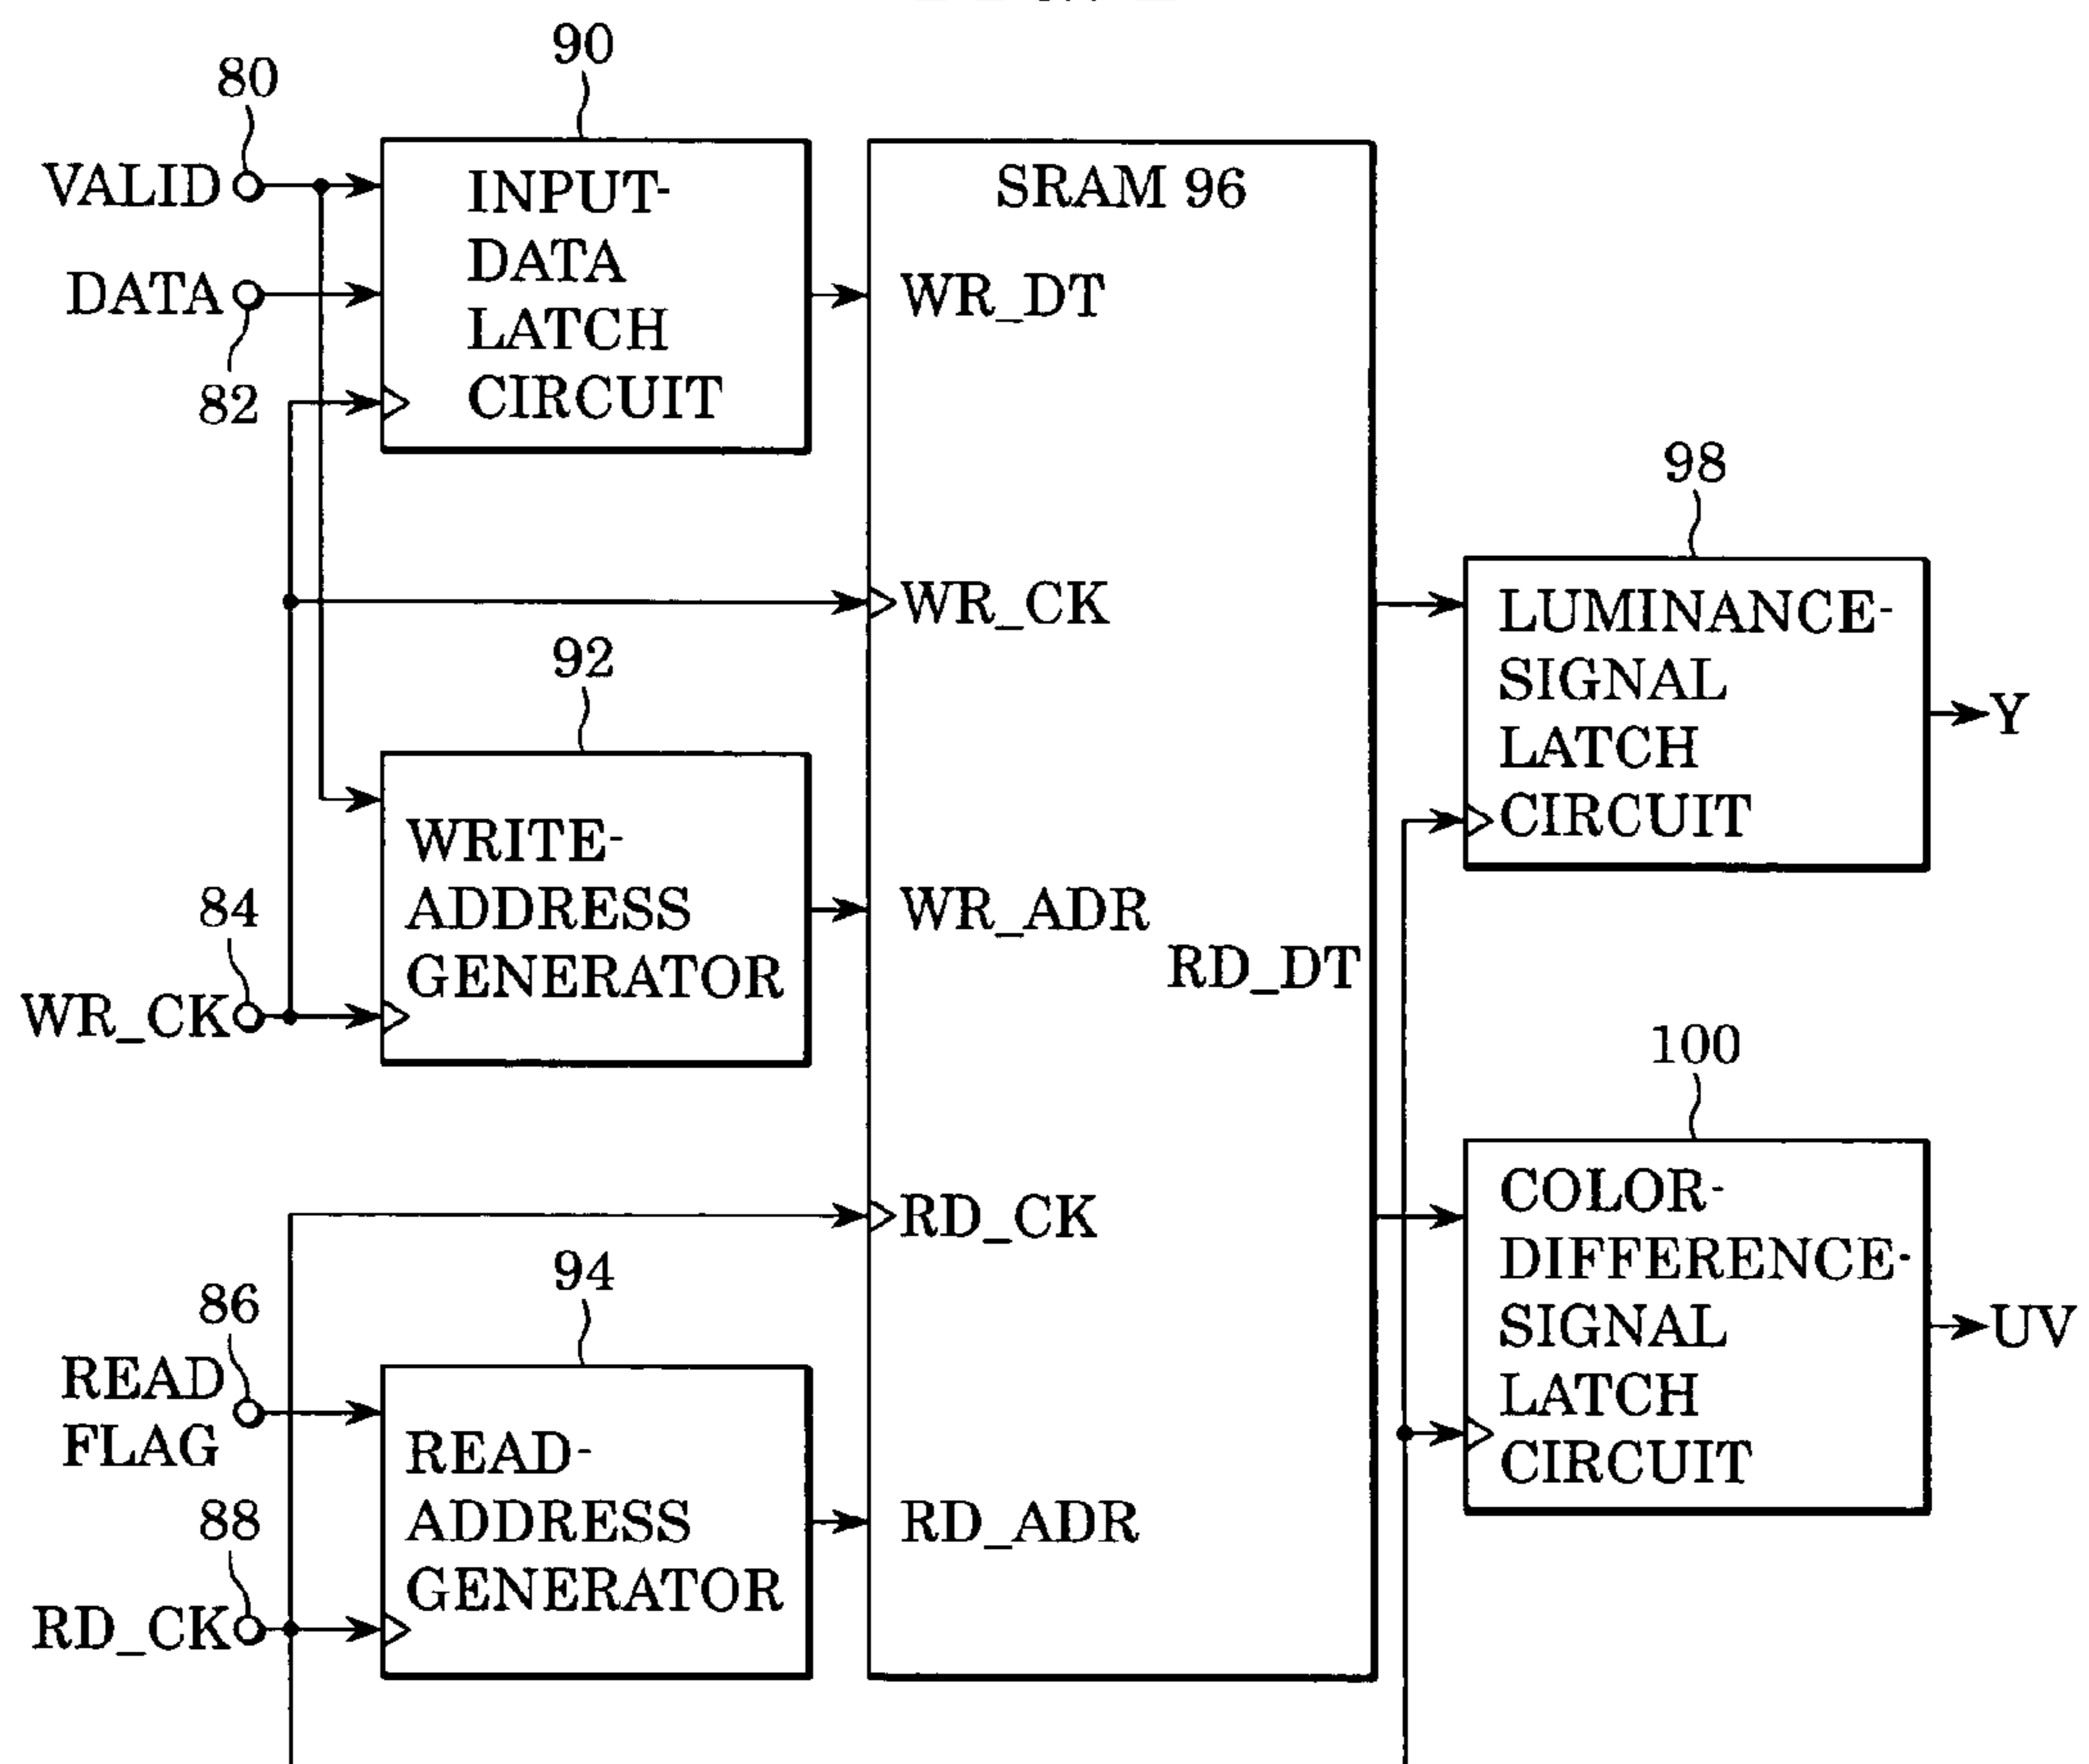 90
80
VALID
INPUT-
DATA
LATCH
CIRCUIT
SRAM 96
DATA
82
WR_DT
98
WR_CK
LUMINANCE-
SIGNAL
LATCH
CIRCUIT
Y
92
WRITE-
ADDRESS
GENERATOR
84
WR_CK
WR_ADR
RD_DT
100
RD_CK
COLOR-
DIFFERENCE-
SIGNAL
LATCH
CIRCUIT
UV
94
86
READ
FLAG
READ-
ADDRESS
GENERATOR
88
RD_CK
RD_ADR